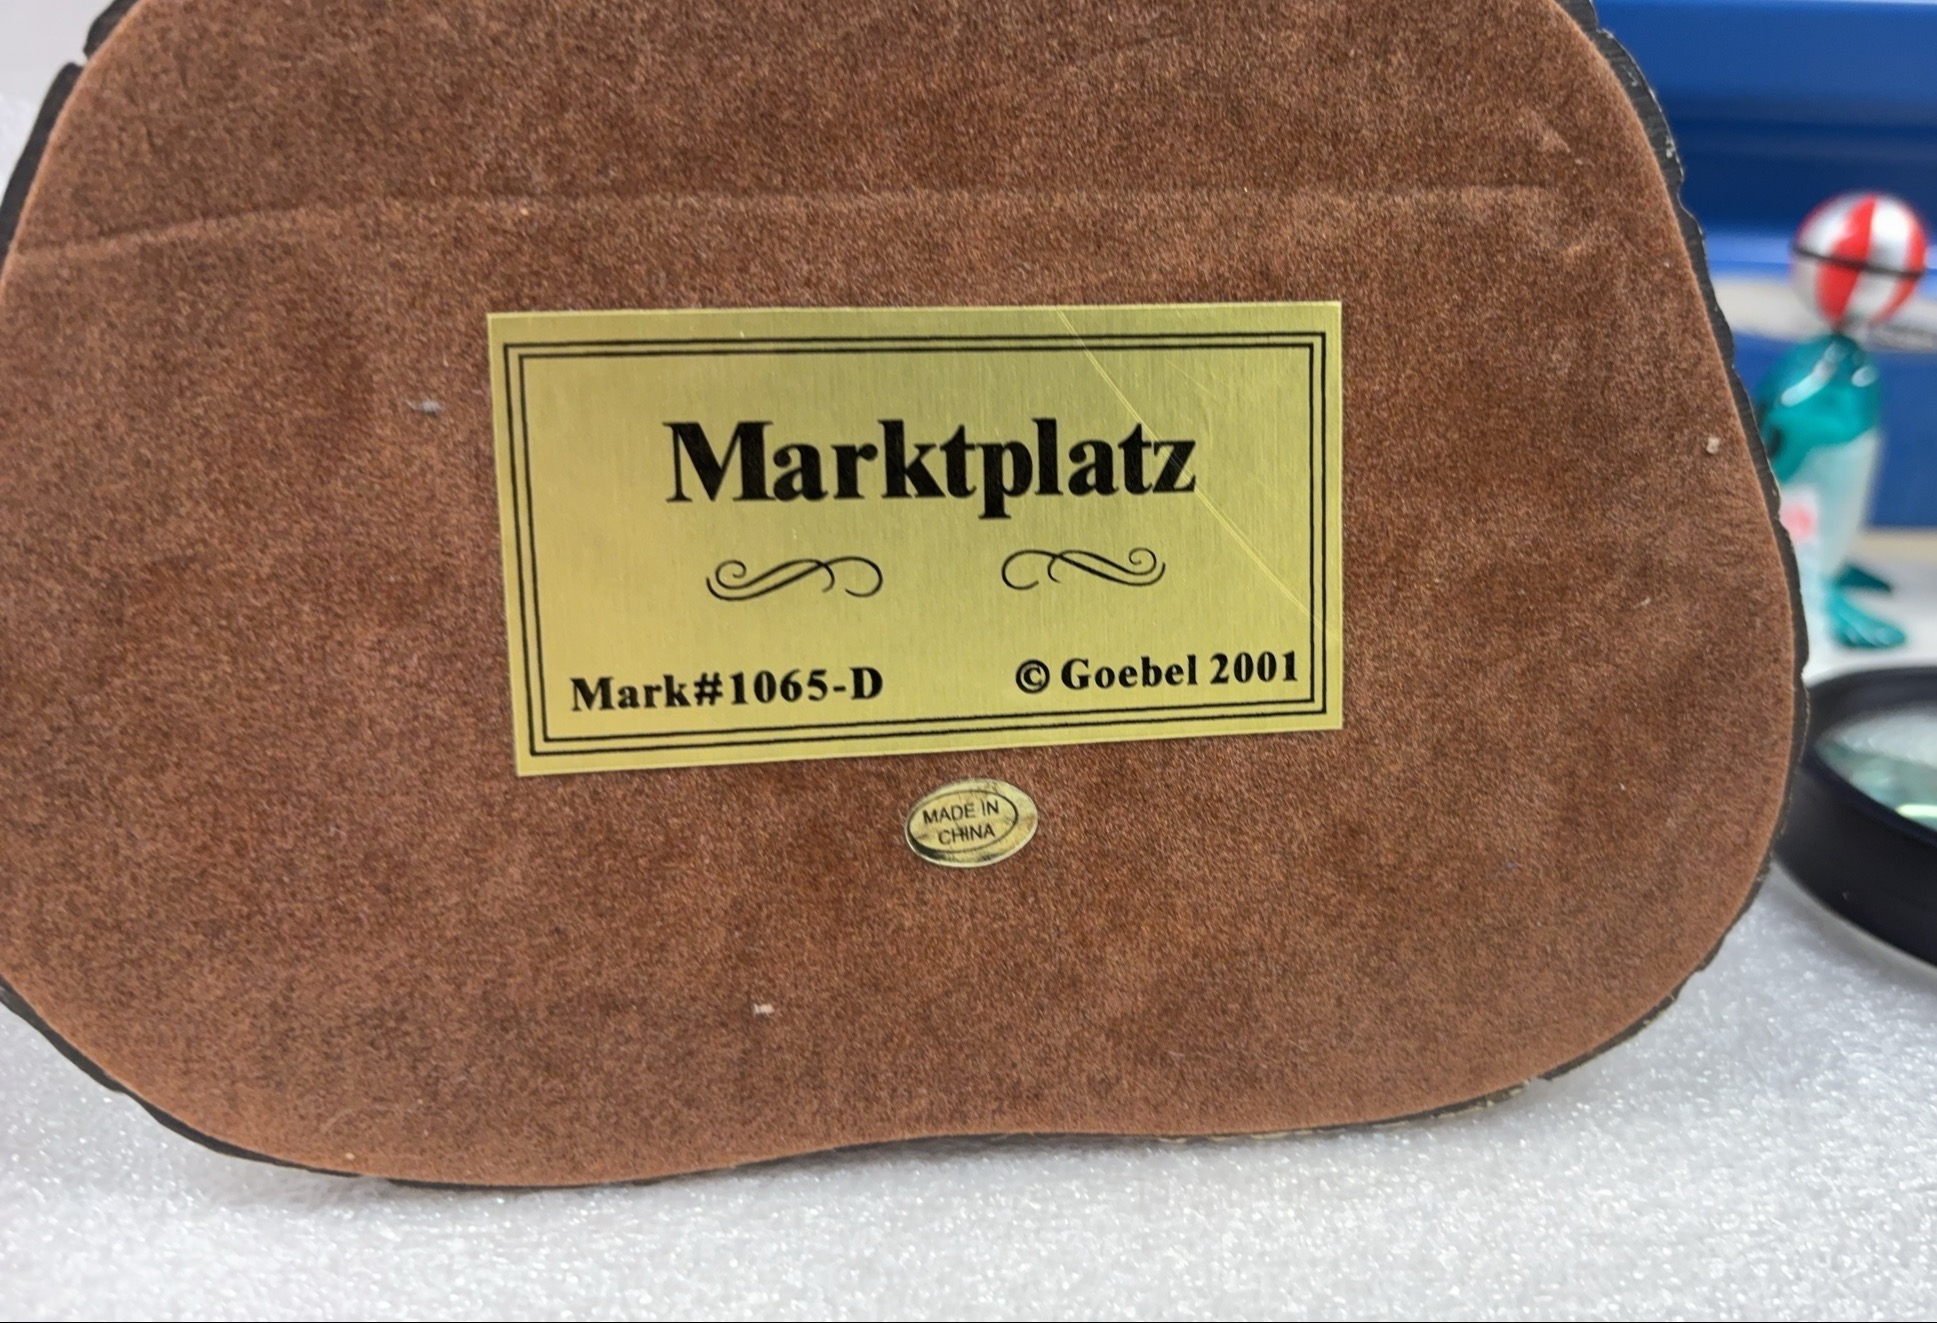 Marktplatz
Mark#1065-D © Goebel 2001
MADE IN
CHINA